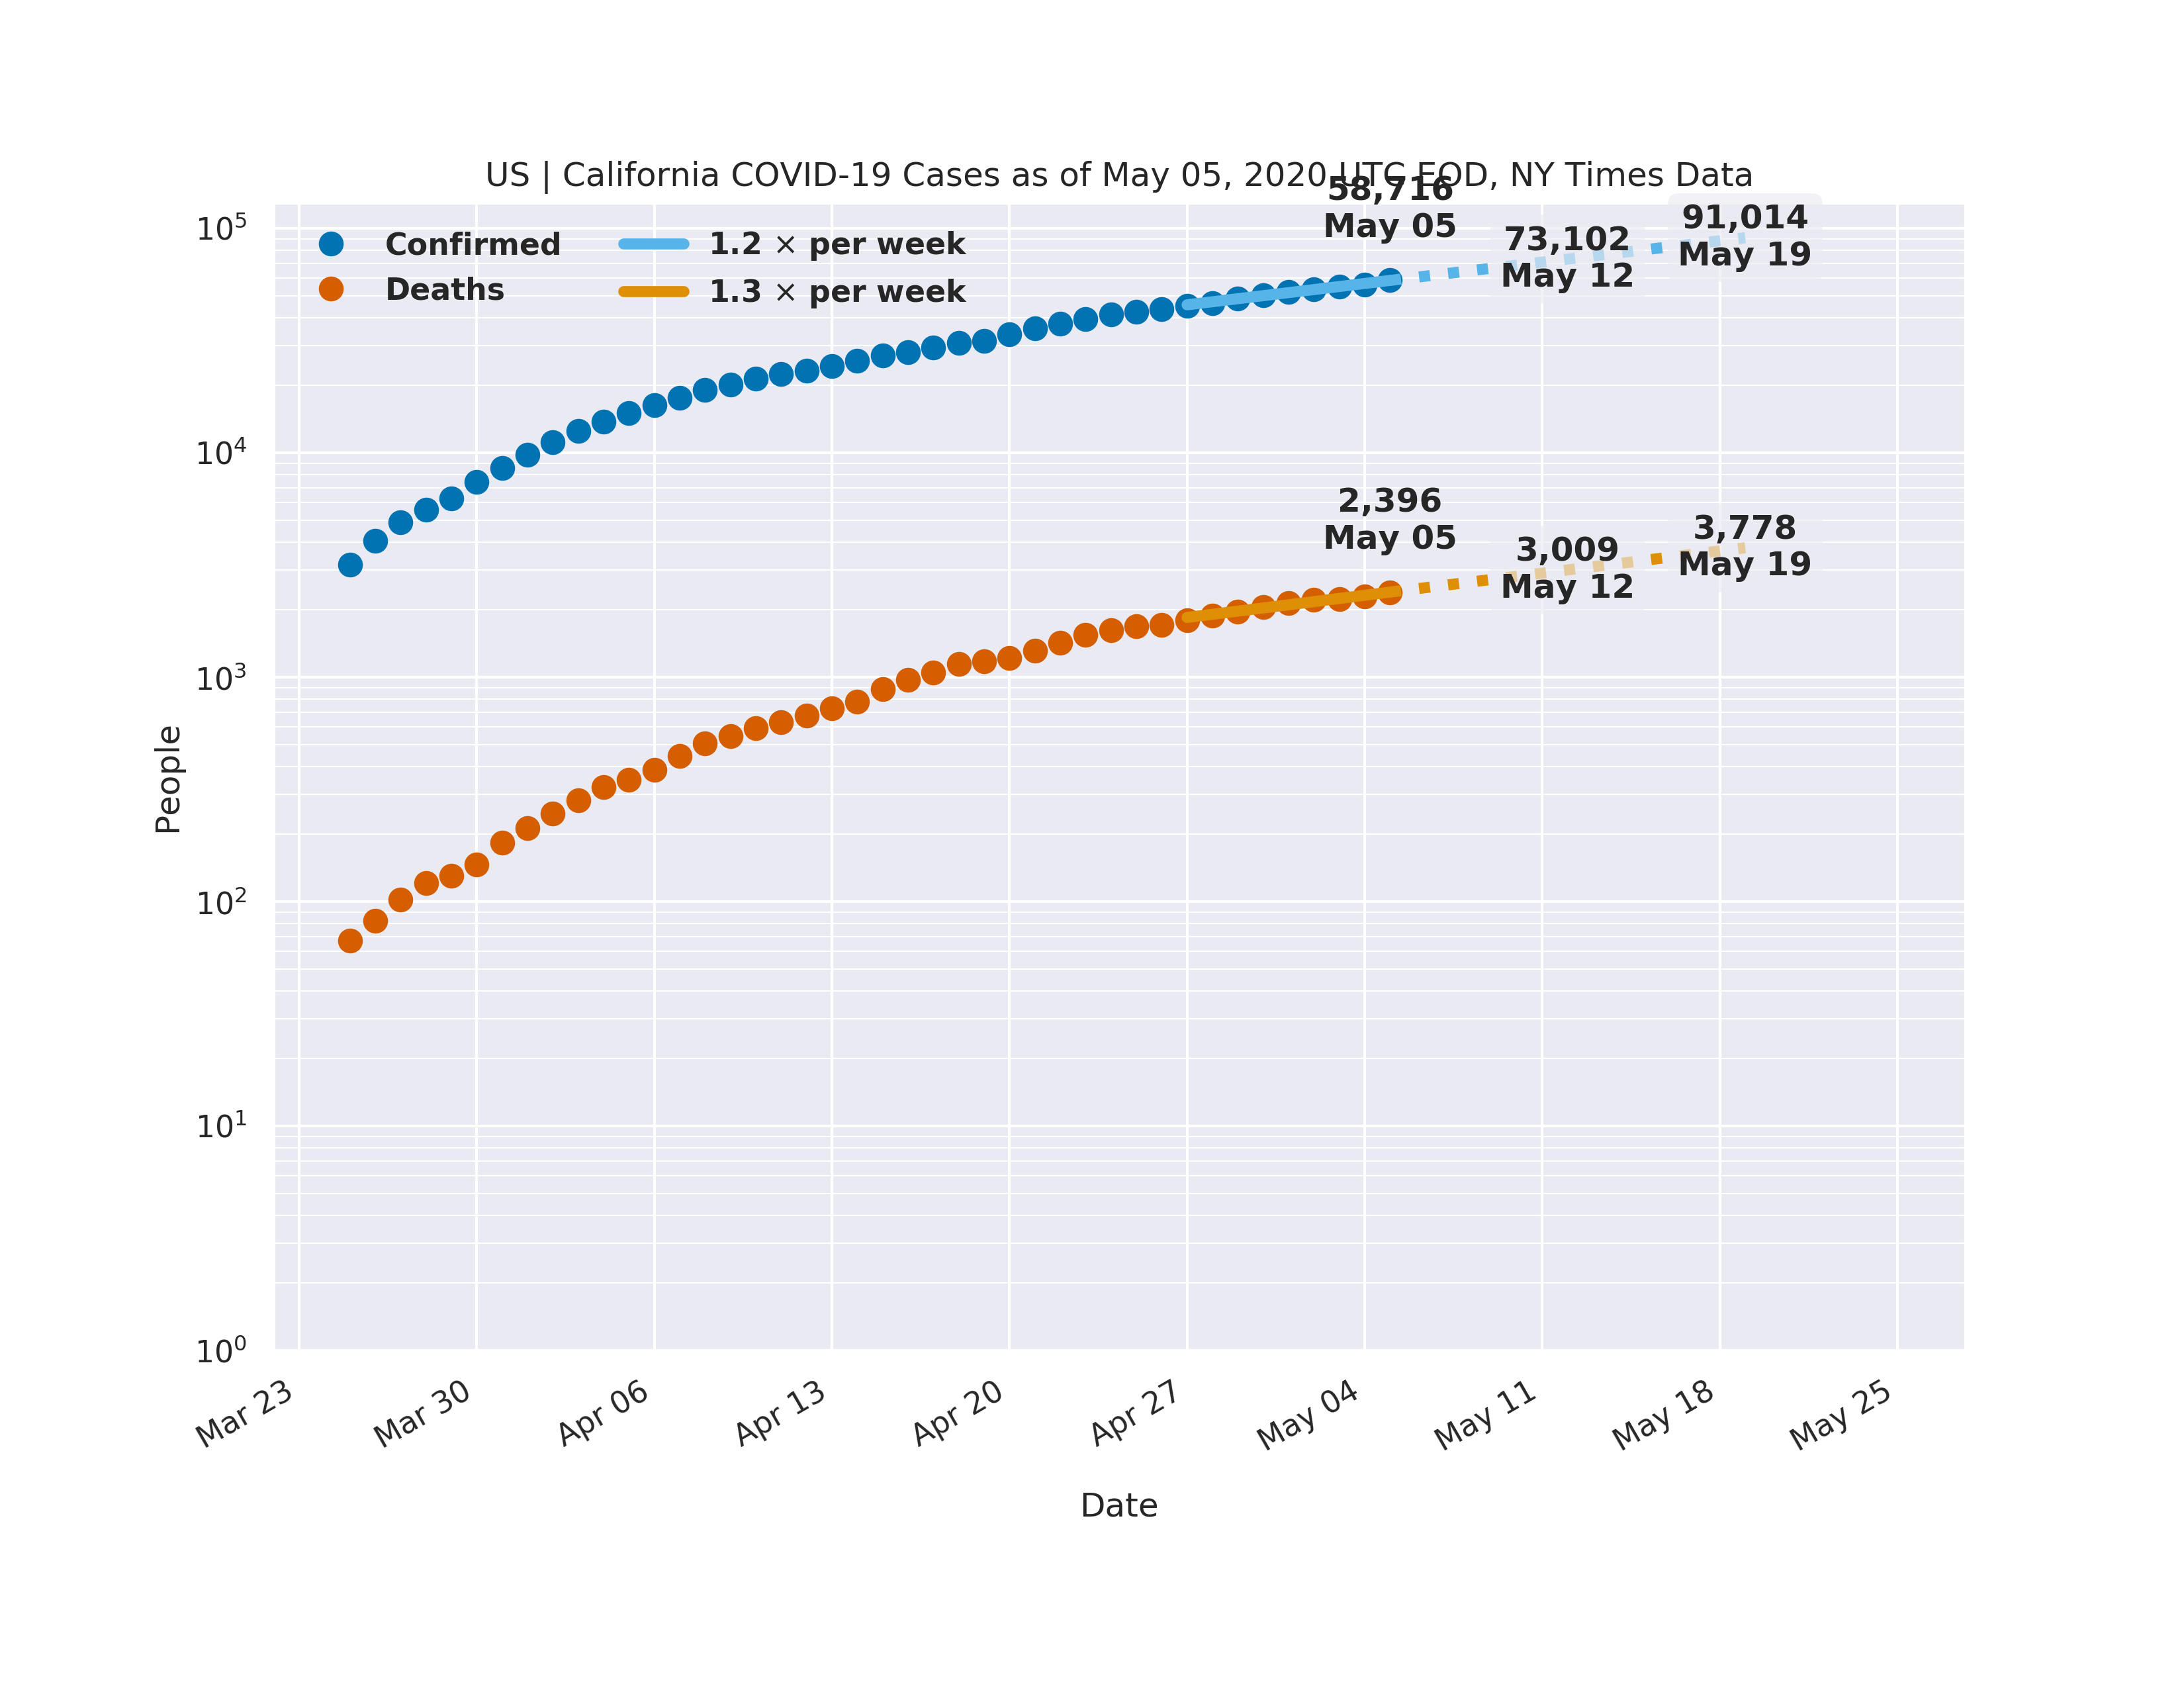 US | California COVID-19 Cases as of May 05, 2020 UTC EOD, NY Times Data
58,716
May 05
73,102
May 12
91,014
May 19
Confirmed
Deaths
1.2 × per week
1.3 × per week
2,396
May 05
3,009
May 12
3,778
May 19
People
10⁵
10⁴
10³
10²
10¹
10⁰
Mar 23
Mar 30
Apr 06
Apr 13
Apr 20
Apr 27
May 04
May 11
May 18
May 25
Date